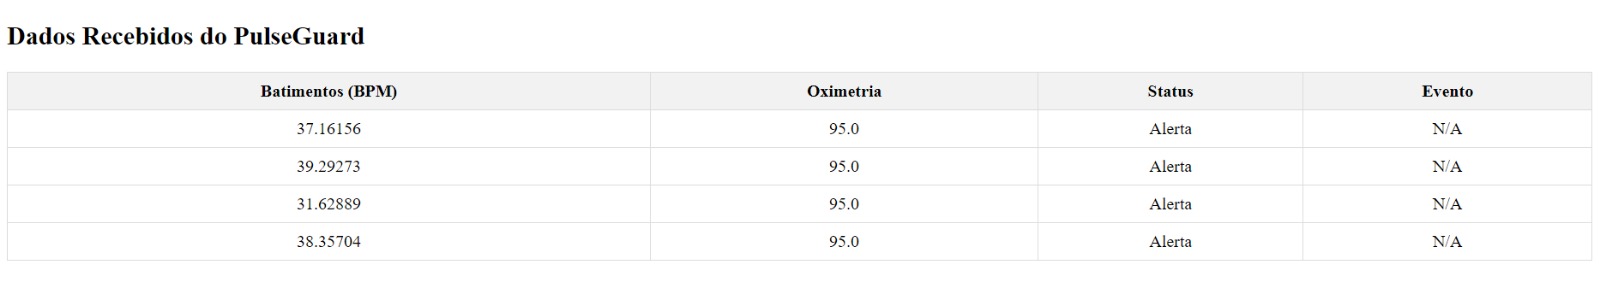 Dados Recebidos do PulseGuard
Batimentos (BPM) Oximetria Status Evento
37.16156 95.0 Alerta N/A
39.29273 95.0 Alerta N/A
31.62889 95.0 Alerta N/A
38.35704 95.0 Alerta N/A